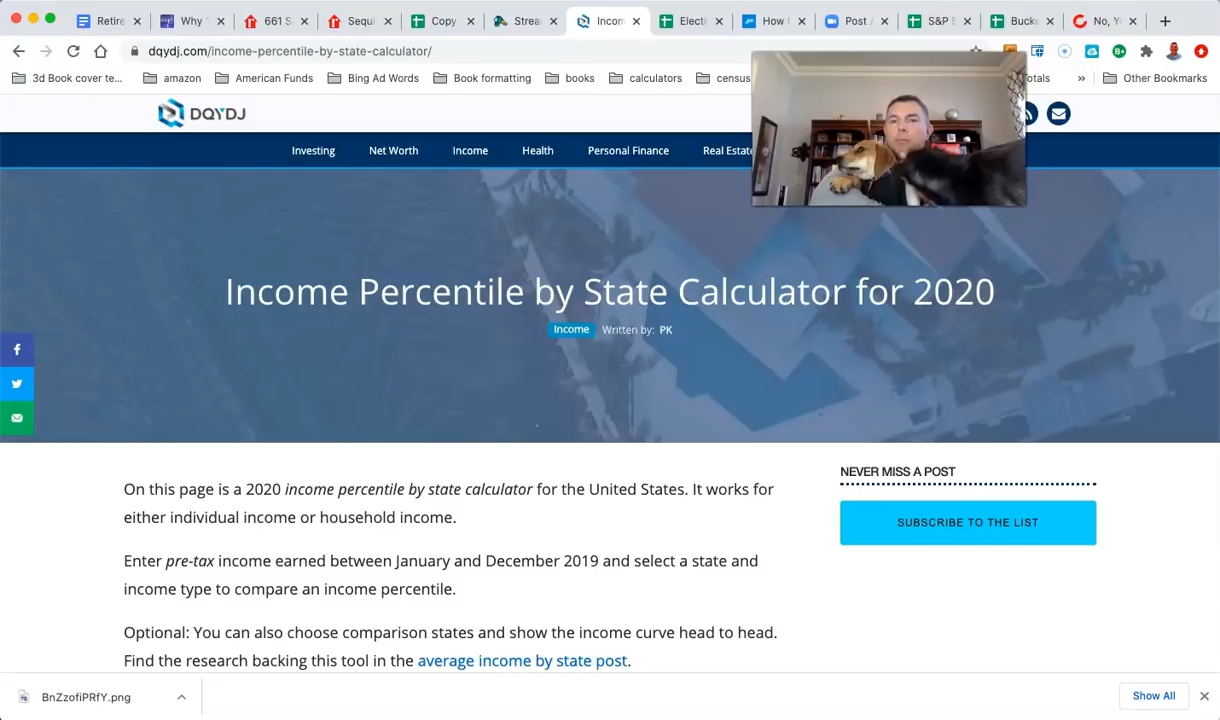 Retire
Why
661 S
Sequi
Copy
Strea
Incom
Electi
How t
Post A
S&P 5
Bucke
No, Y
dqydj.com/income-percentile-by-state-calculator/
3d Book cover te...
amazon
American Funds
Bing Ad Words
Book formatting
books
calculators
census
otals
»
Other Bookmarks
DQYDJ
Investing
Net Worth
Income
Health
Personal Finance
Real Estate
Income Percentile by State Calculator for 2020
Income Written by: PK
On this page is a 2020 income percentile by state calculator for the United States. It works for
either individual income or household income.
Enter pre-tax income earned between January and December 2019 and select a state and
income type to compare an income percentile.
Optional: You can also choose comparison states and show the income curve head to head.
Find the research backing this tool in the average income by state post.
NEVER MISS A POST
SUBSCRIBE TO THE LIST
BnZzofiPRfY.png
Show All